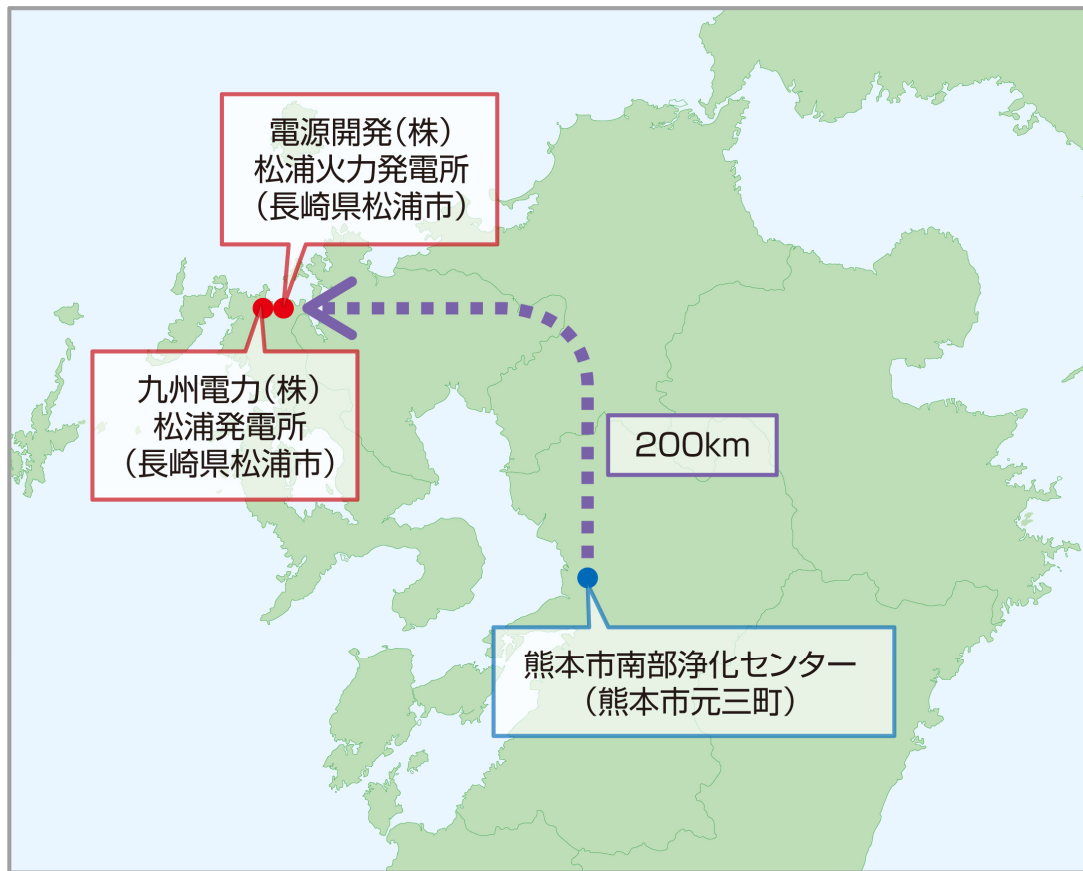 電源開発(株)
松浦火力発電所
(長崎県松浦市)
九州電力(株)
松浦発電所
(長崎県松浦市)
200km
熊本市南部浄化センター
(熊本市元三町)